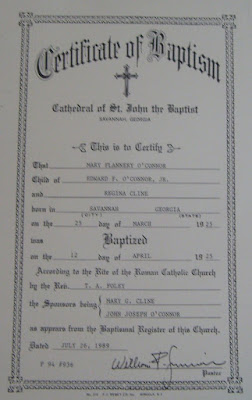 Certificate of Baptism
Cathedral of St. John the Baptist
SAVANNAH, GEORGIA
This is to Certify
That MARY FLANNERY O'CONNOR
Child of EDWARD F. O'CONNOR, JR.
and REGINA CLINE
born in SAVANNAH GEORGIA
(CITY) (STATE)
on the 25 day of MARCH 1925
was Baptized
on the 12 day of APRIL 1925
According to the Rite of the Roman Catholic Church
by the Rev. T. A. FOLEY
the Sponsors being MARY G. CLINE
JOHN JOSEPH O'CONNOR
as appears from the Baptismal Register of this Church.
Dated JULY 26, 1989
P 94 F036
Pastor